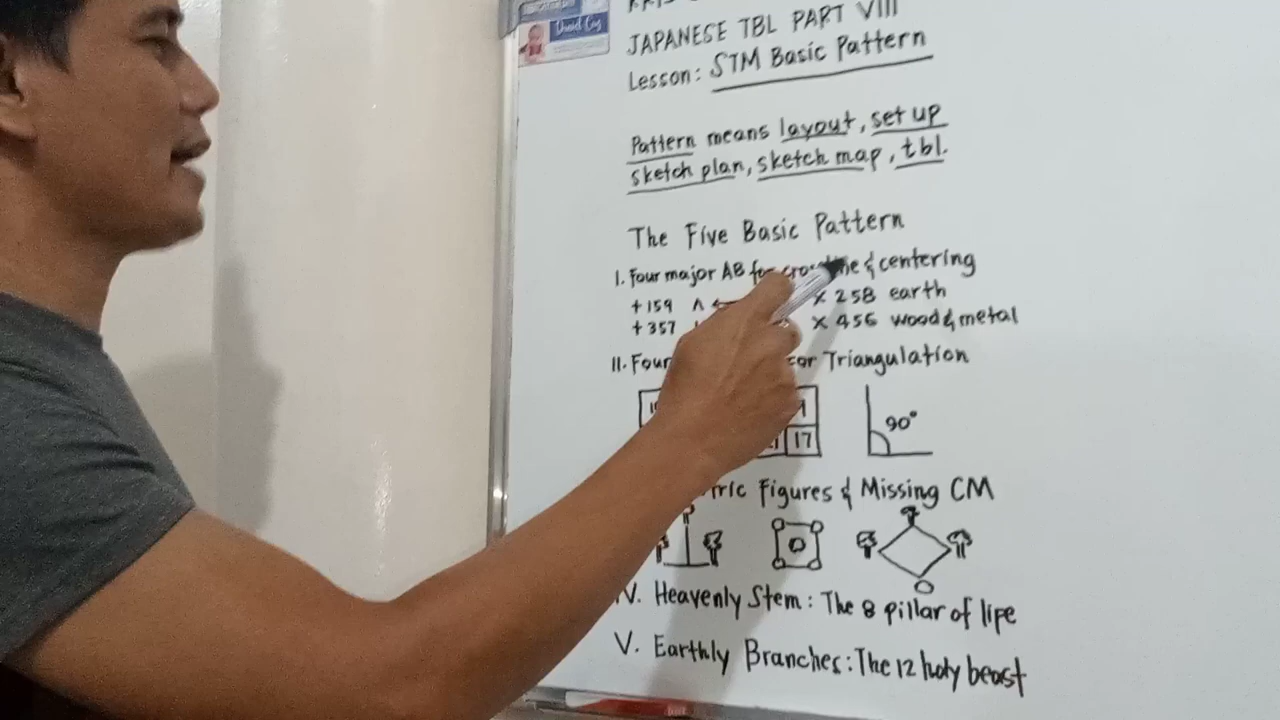 JAPANESE TBL PART VIII
Lesson: STM Basic Pattern
Pattern means layout, set up
sketch plan, sketch map, tbl.
The Five Basic Pattern
I. Four major AB for & centering
+159 ∧ ← × 258 earth
+357 × 456 wood & metal
II. Four for Triangulation
17
90°
Figures & Missing CM
IV. Heavenly Stem: The 8 pillar of life
V. Earthly Branches: The 12 holy beast